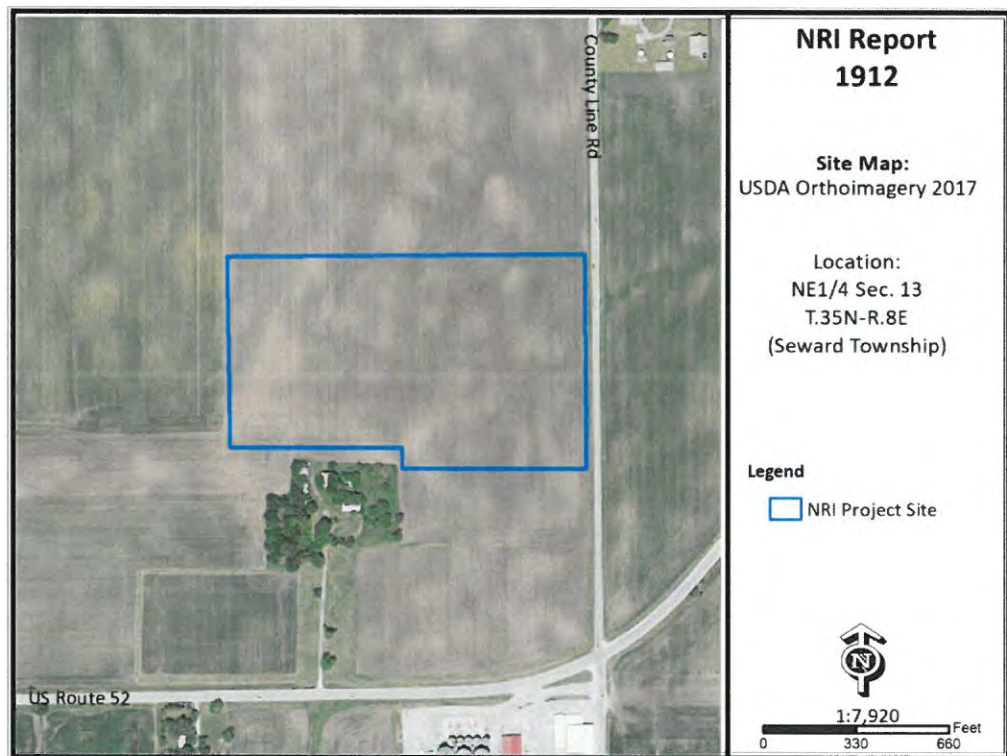 County Line Rd
US Route 52
NRI Report
1912
Site Map:
USDA Orthoimagery 2017
Location:
NE1/4 Sec. 13
T.35N-R.8E
(Seward Township)
Legend
NRI Project Site
N
1:7,920
Feet
0 330 660